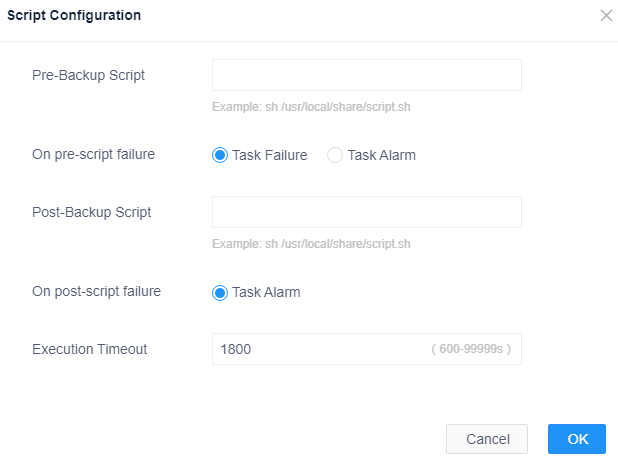 Script Configuration
Pre-Backup Script
Example: sh /usr/local/share/script.sh
On pre-script failure Task Failure Task Alarm
Post-Backup Script
Example: sh /usr/local/share/script.sh
On post-script failure Task Alarm
Execution Timeout 1800 ( 600-99999s )
Cancel OK